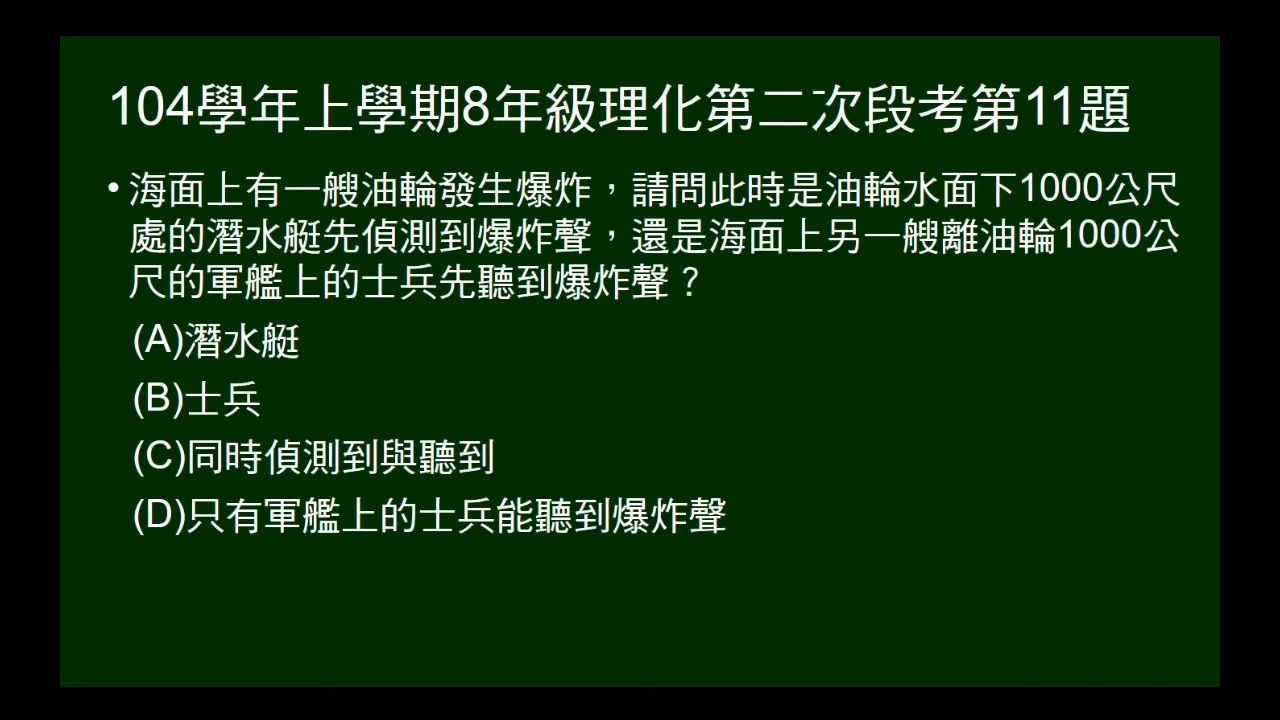 104學年上學期8年級理化第二次段考第11題
•海面上有一艘油輪發生爆炸，請問此時是油輪水面下1000公尺
處的潛水艇先偵測到爆炸聲，還是海面上另一艘離油輪1000公
尺的軍艦上的士兵先聽到爆炸聲？
(A)潛水艇
(B)士兵
(C)同時偵測到與聽到
(D)只有軍艦上的士兵能聽到爆炸聲